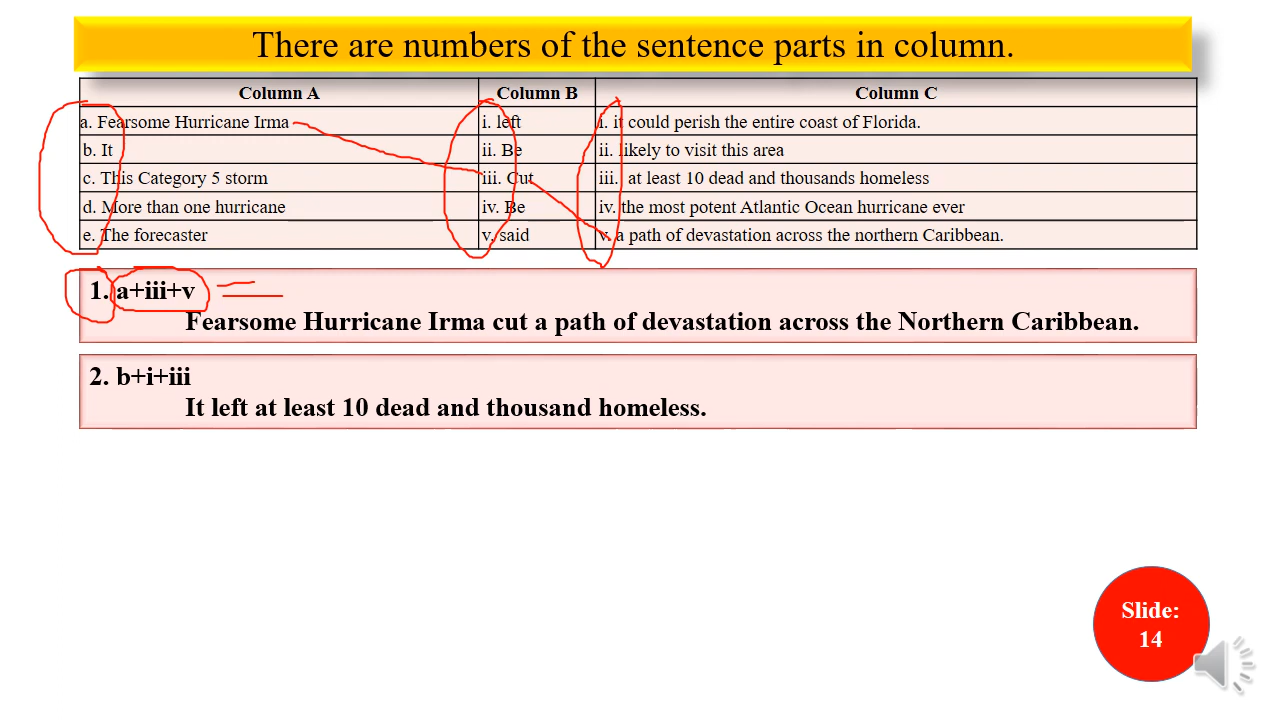 There are numbers of the sentence parts in column.
Column A Column B Column C
a. Fearsome Hurricane Irma i. left i. it could perish the entire coast of Florida.
b. It ii. Be ii. likely to visit this area
c. This Category 5 storm iii. Cut iii. at least 10 dead and thousands homeless
d. More than one hurricane iv. Be iv. the most potent Atlantic Ocean hurricane ever
e. The forecaster v. said v. a path of devastation across the northern Caribbean.
1. a+iii+v
Fearsome Hurricane Irma cut a path of devastation across the Northern Caribbean.
2. b+i+iii
It left at least 10 dead and thousand homeless.
Slide:
14